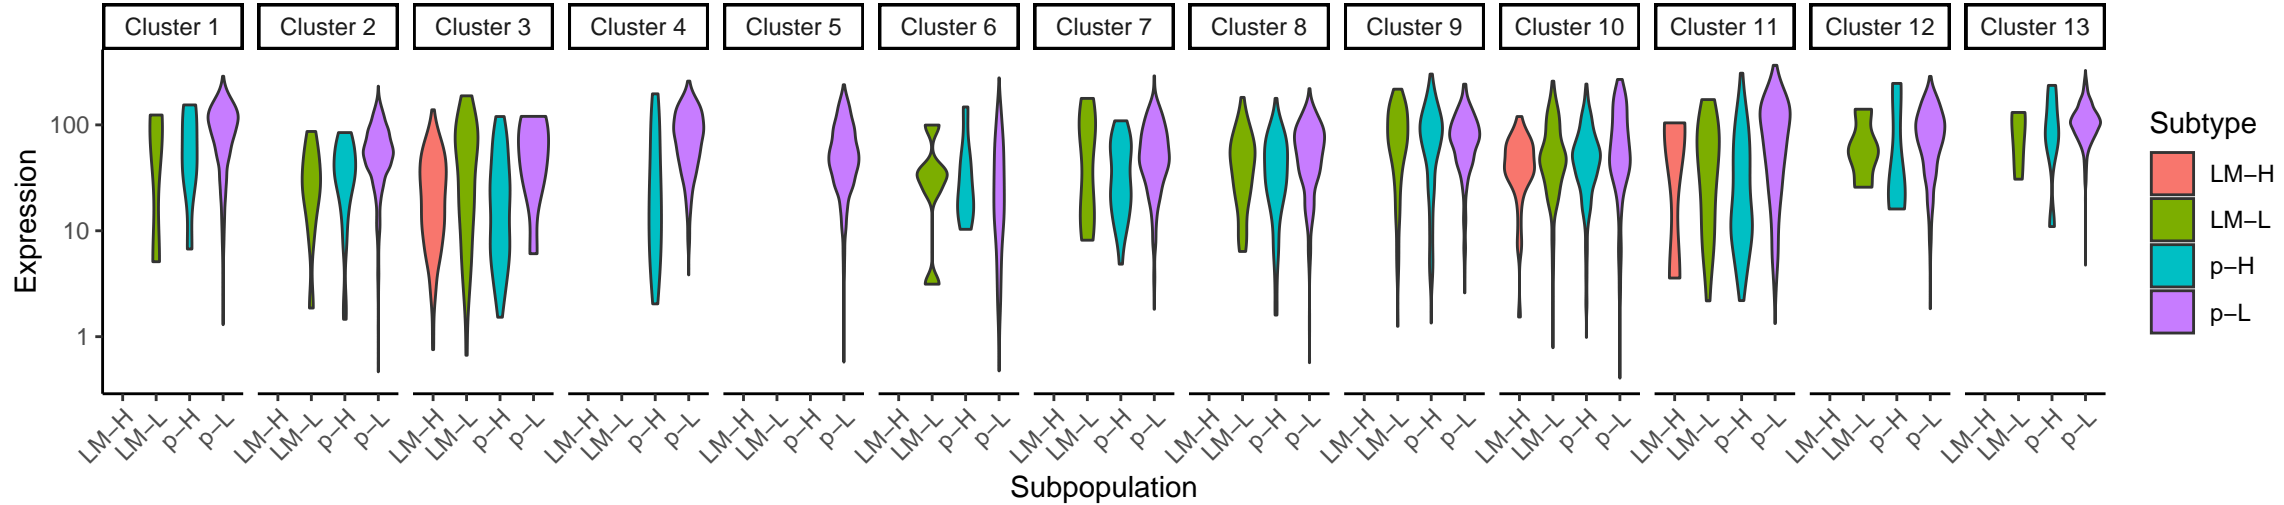 Cluster 1 Cluster 2 Cluster 3 Cluster 4 Cluster 5 Cluster 6 Cluster 7 Cluster 8 Cluster 9 Cluster 10 Cluster 11 Cluster 12 Cluster 13
Expression
100
10
1
LM−H LM−L p−H p−L LM−H LM−L p−H p−L LM−H LM−L p−H p−L LM−H LM−L p−H p−L LM−H LM−L p−H p−L LM−H LM−L p−H p−L LM−H LM−L p−H p−L LM−H LM−L p−H p−L LM−H LM−L p−H p−L LM−H LM−L p−H p−L LM−H LM−L p−H p−L LM−H LM−L p−H p−L LM−H LM−L p−H p−L
Subpopulation
Subtype
LM−H
LM−L
p−H
p−L